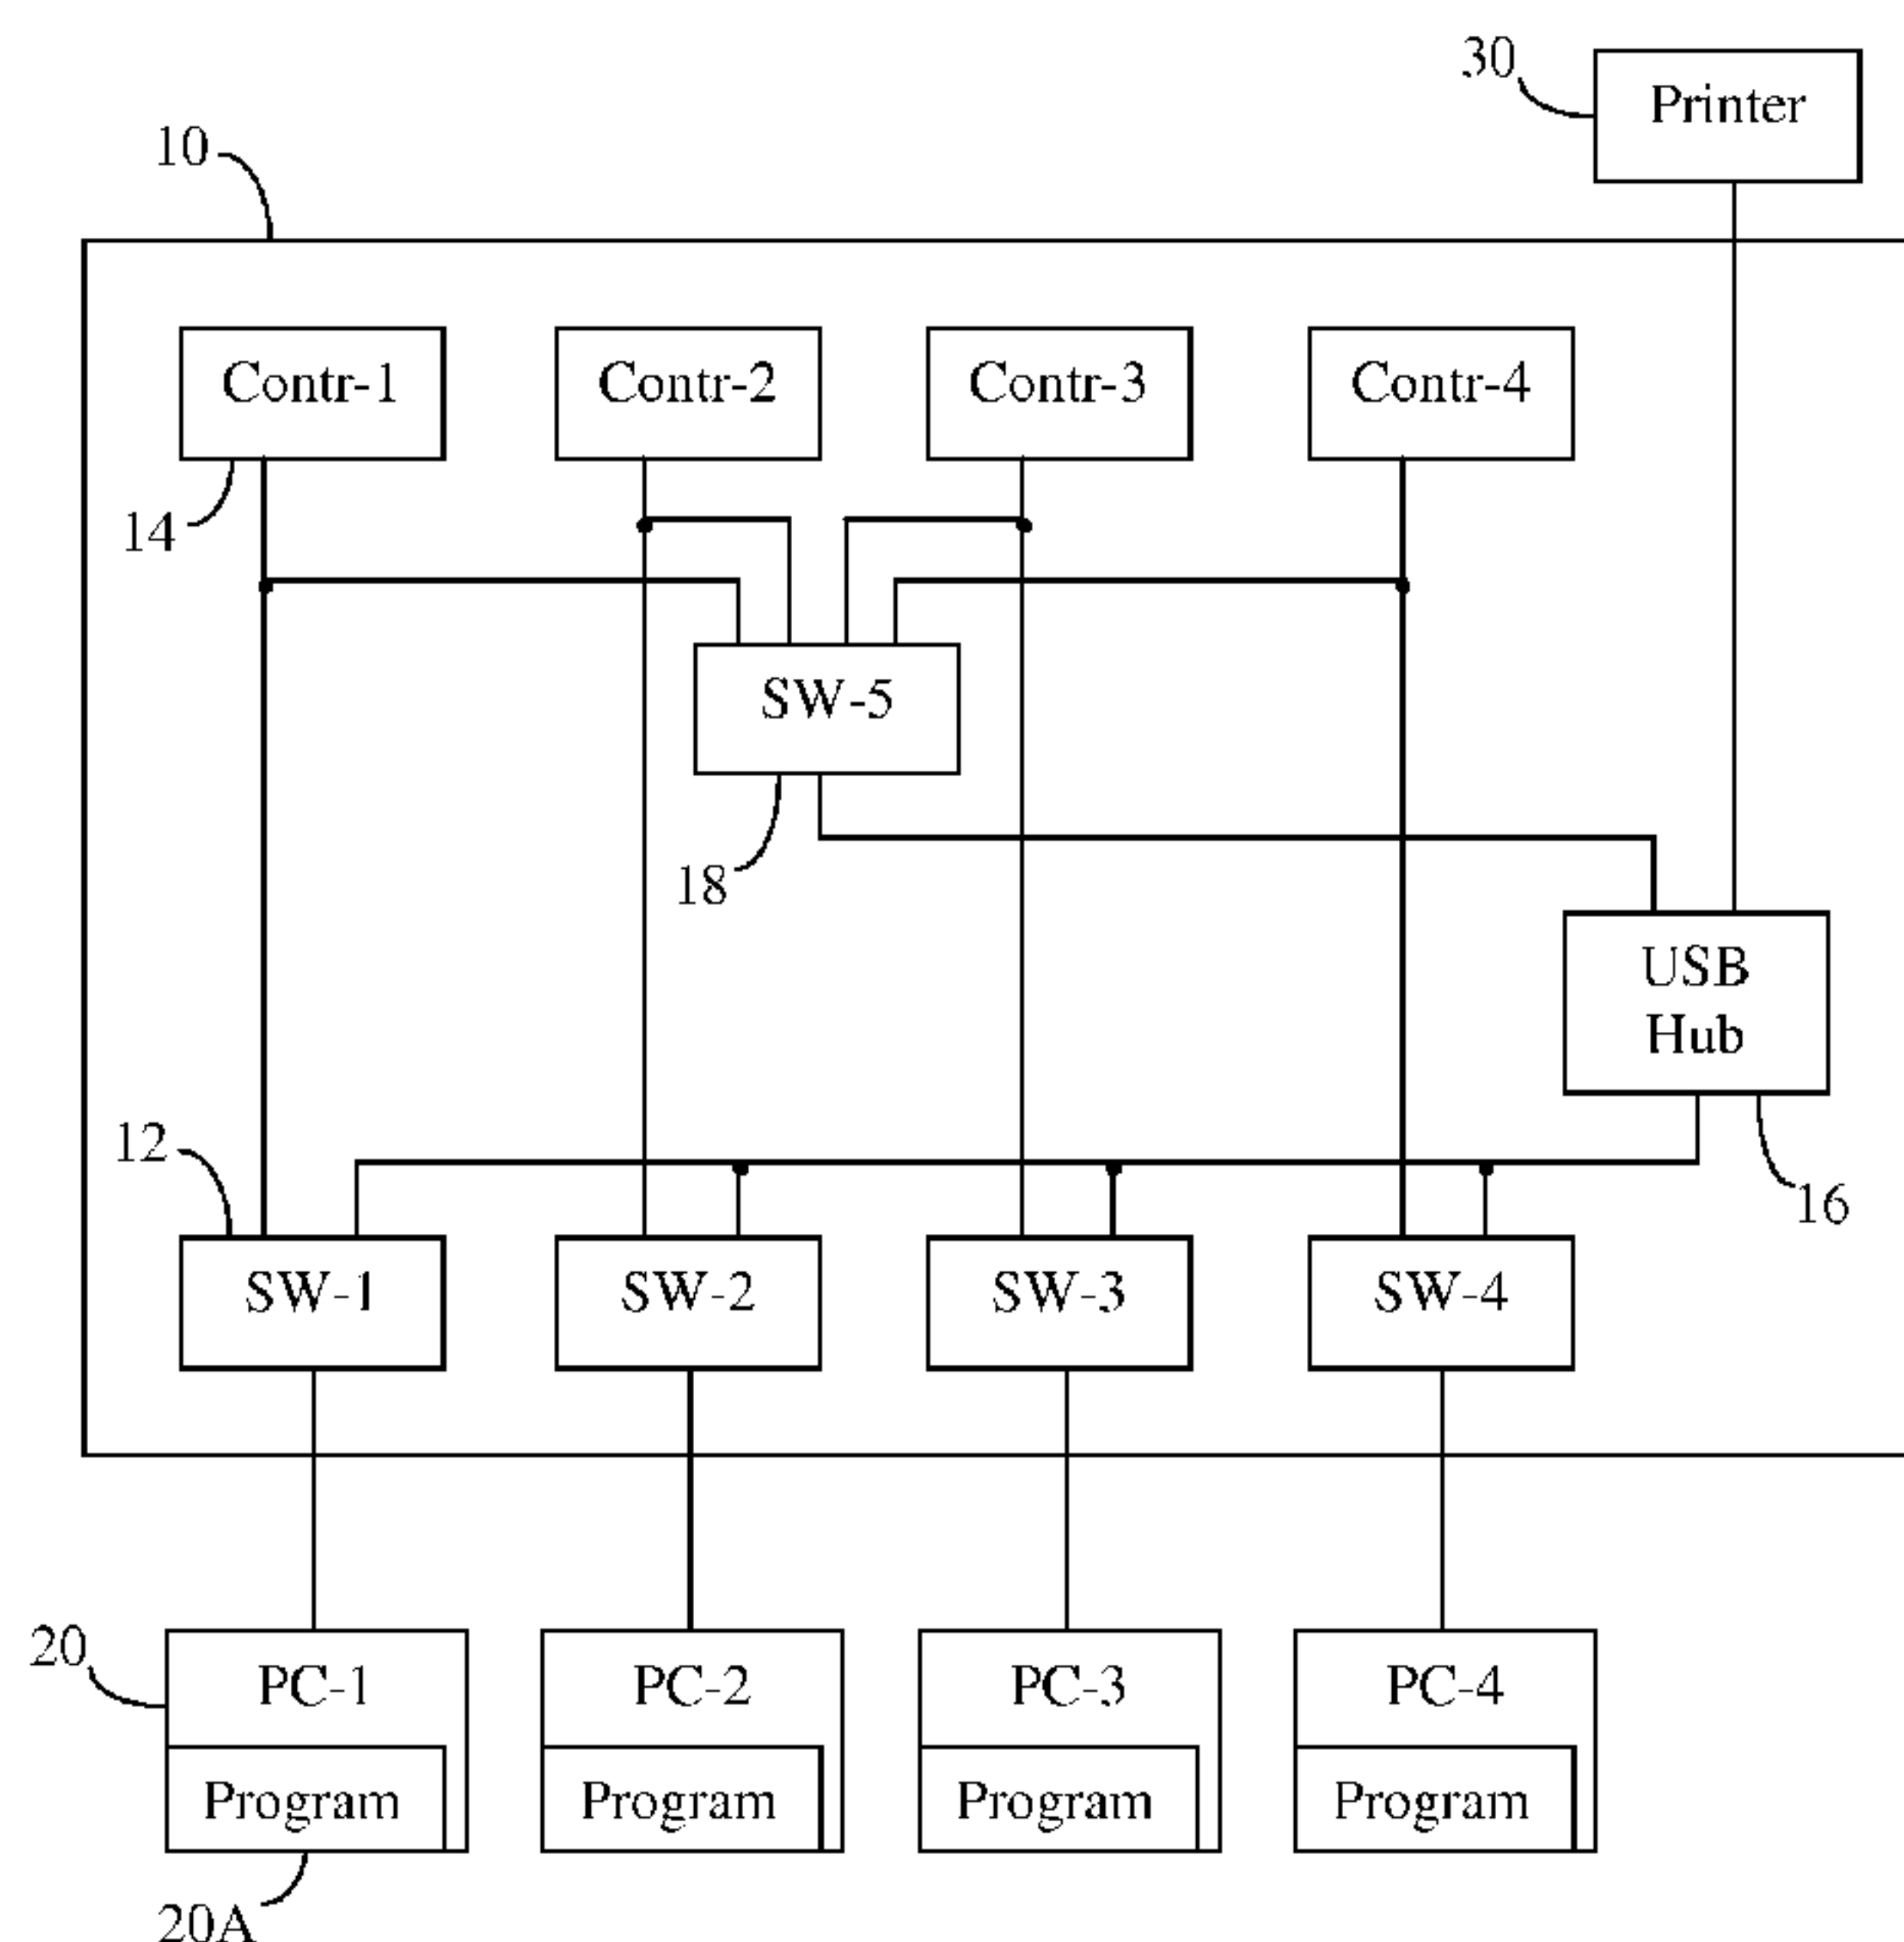 30
Printer
10
Contr-1
Contr-2
Contr-3
Contr-4
14
SW-5
18
USB
Hub
12
16
SW-1
SW-2
SW-3
SW-4
20
PC-1
PC-2
PC-3
PC-4
Program
Program
Program
Program
20A